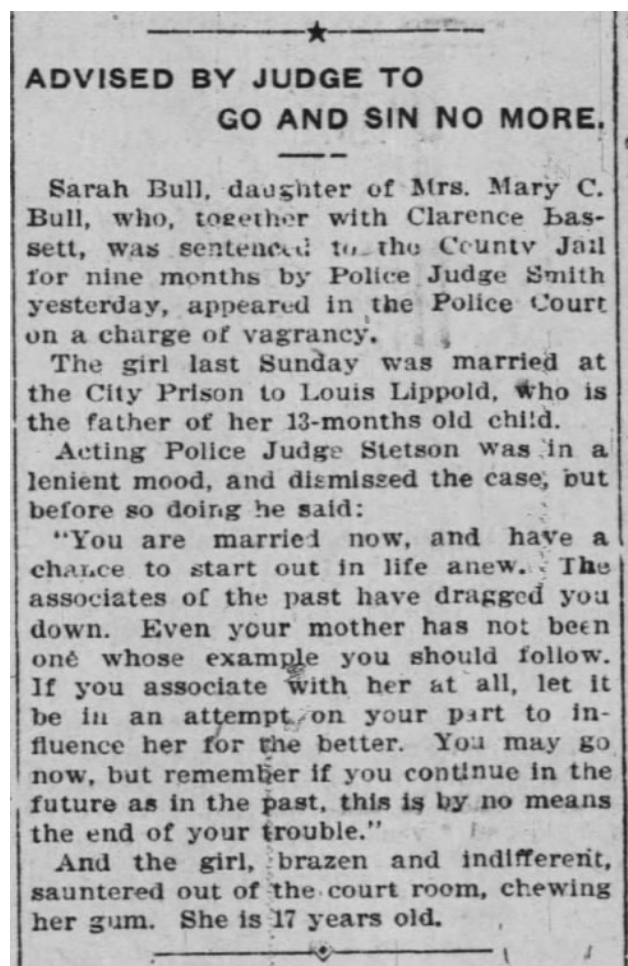 ADVISED BY JUDGE TO
GO AND SIN NO MORE.
Sarah Bull, daughter of Mrs. Mary C.
Bull, who, together with Clarence Bas-
sett, was sentenced to the County Jail
for nine months by Police Judge Smith
yesterday, appeared in the Police Court
on a charge of vagrancy.
The girl last Sunday was married at
the City Prison to Louis Lippold, who is
the father of her 13-months old child.
Acting Police Judge Stetson was in a
lenient mood, and dismissed the case, but
before so doing he said:
"You are married now, and have a
chance to start out in life anew. The
associates of the past have dragged you
down. Even your mother has not been
one whose example you should follow.
If you associate with her at all, let it
be in an attempt on your part to in-
fluence her for the better. You may go
now, but remember if you continue in the
future as in the past, this is by no means
the end of your trouble."
And the girl, brazen and indifferent,
sauntered out of the court room, chewing
her gum. She is 17 years old.